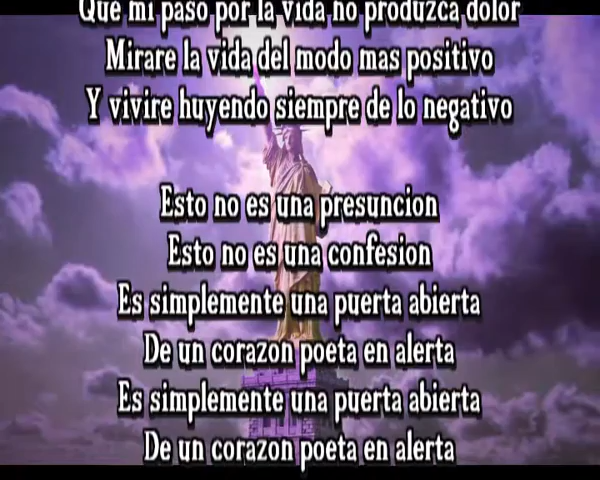 Que mi paso por la vida no produzca dolor
Mirare la vida del modo mas positivo
Y vivire huyendo siempre de lo negativo
Esto no es una presuncion
Esto no es una confesion
Es simplemente una puerta abierta
De un corazon poeta en alerta
Es simplemente una puerta abierta
De un corazon poeta en alerta